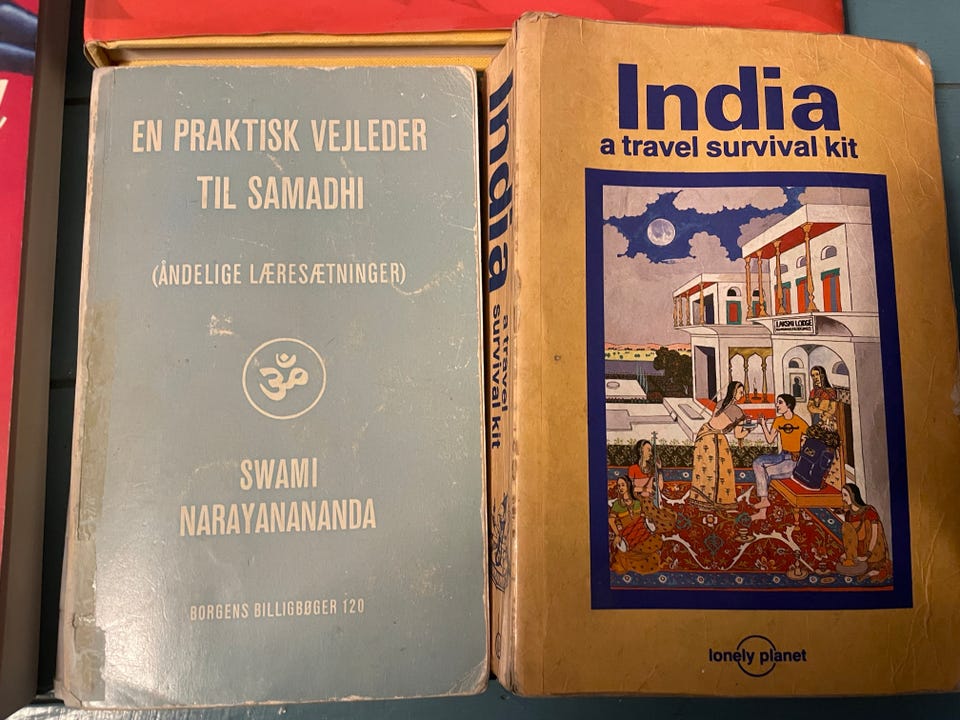 EN PRAKTISK VEJLEDER
TIL SAMADHI
(ÅNDELIGE LÆRESÆTNINGER)
ॐ
SWAMI
NARAYANANANDA
BORGENS BILLIGBØGER 120
India
a travel survival kit
India
a travel survival kit
LAKSMI LODGE
lonely planet